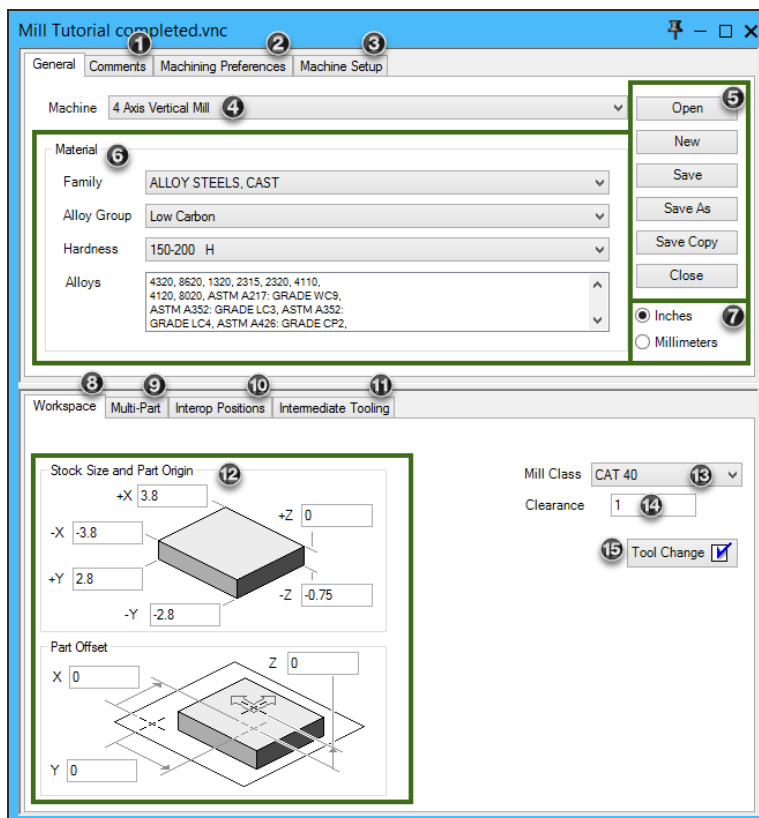 Mill Tutorial completed.vnc
1 2 3
General Comments Machining Preferences Machine Setup
Machine 4 Axis Vertical Mill 4
5
Open
New
Save
Save As
Save Copy
Close
Material 6
Family ALLOY STEELS, CAST
Alloy Group Low Carbon
Hardness 150-200 H
Alloys 4320, 8620, 1320, 2315, 2320, 4110,
4120, 8020, ASTM A217: GRADE WC9,
ASTM A352: GRADE LC3, ASTM A352:
GRADE LC4, ASTM A426: GRADE CP2,
Inches 7
Millimeters
8 9 10 11
Workspace Multi-Part Interop Positions Intermediate Tooling
Stock Size and Part Origin 12
+X 3.8
+Z 0
-X -3.8
+Y 2.8
-Z -0.75
-Y -2.8
Part Offset
Z 0
X 0
Y 0
Mill Class CAT 40 13
Clearance 1 14
15 Tool Change